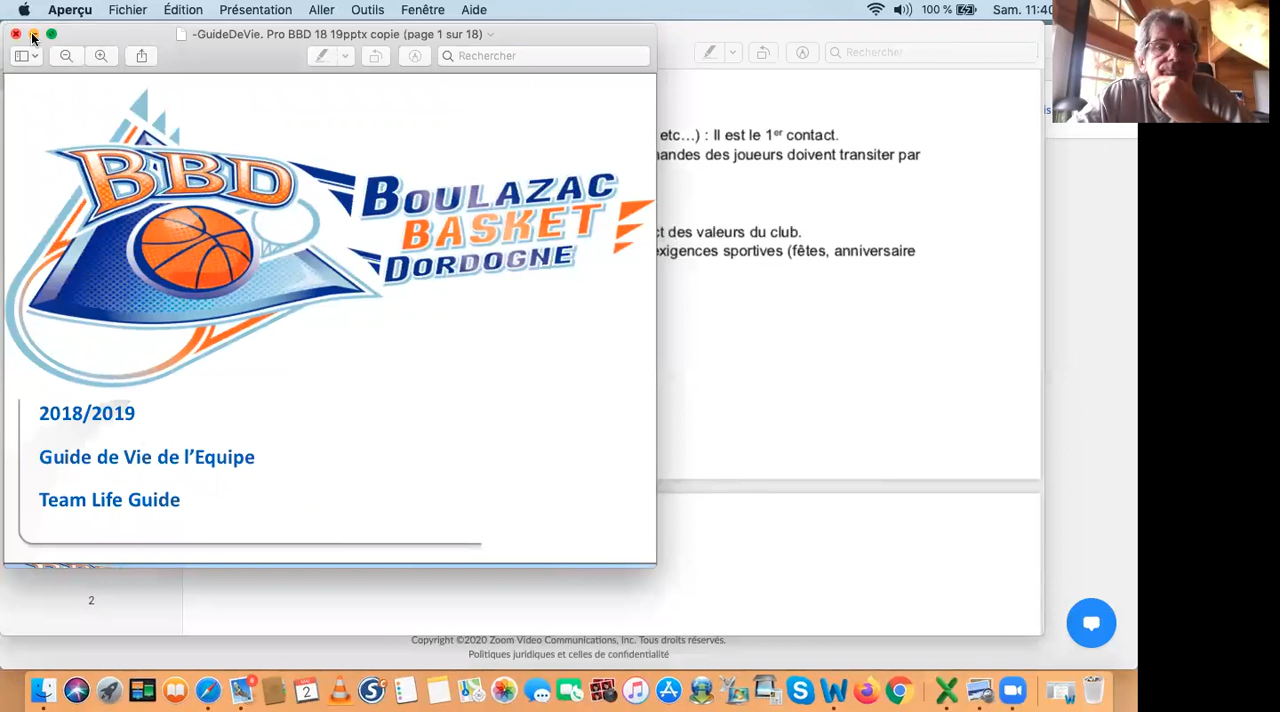 Aperçu Fichier Édition Présentation Aller Outils Fenêtre Aide 100 % Sam. 11:40
-GuideDeVie. Pro BBD 18 19pptx copie (page 1 sur 18)
Rechercher
Rechercher
etc…) : Il est le 1er contact.
andes des joueurs doivent transiter par
ct des valeurs du club.
exigences sportives (fêtes, anniversaire
BBD
BOULAZAC
BASKET
DORDOGNE
2018/2019
Guide de Vie de l’Equipe
Team Life Guide
2
Copyright ©2020 Zoom Video Communications, Inc. Tous droits réservés.
Politiques juridiques et celles de confidentialité
2